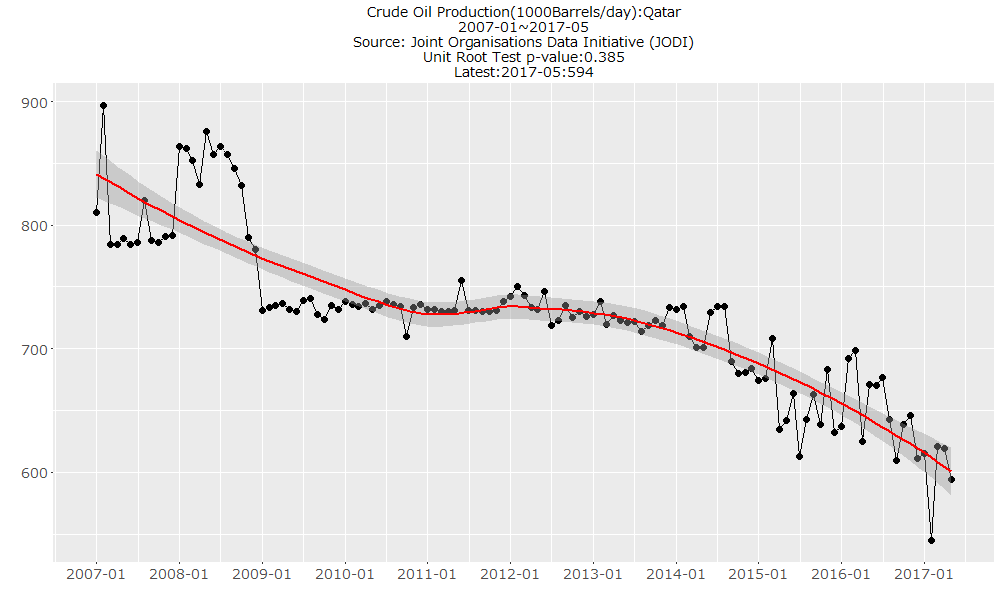 Crude Oil Production(1000Barrels/day):Qatar
2007-01~2017-05
Source: Joint Organisations Data Initiative (JODI)
Unit Root Test p-value:0.385
Latest:2017-05:594
900
800
700
600
2007-01 2008-01 2009-01 2010-01 2011-01 2012-01 2013-01 2014-01 2015-01 2016-01 2017-01